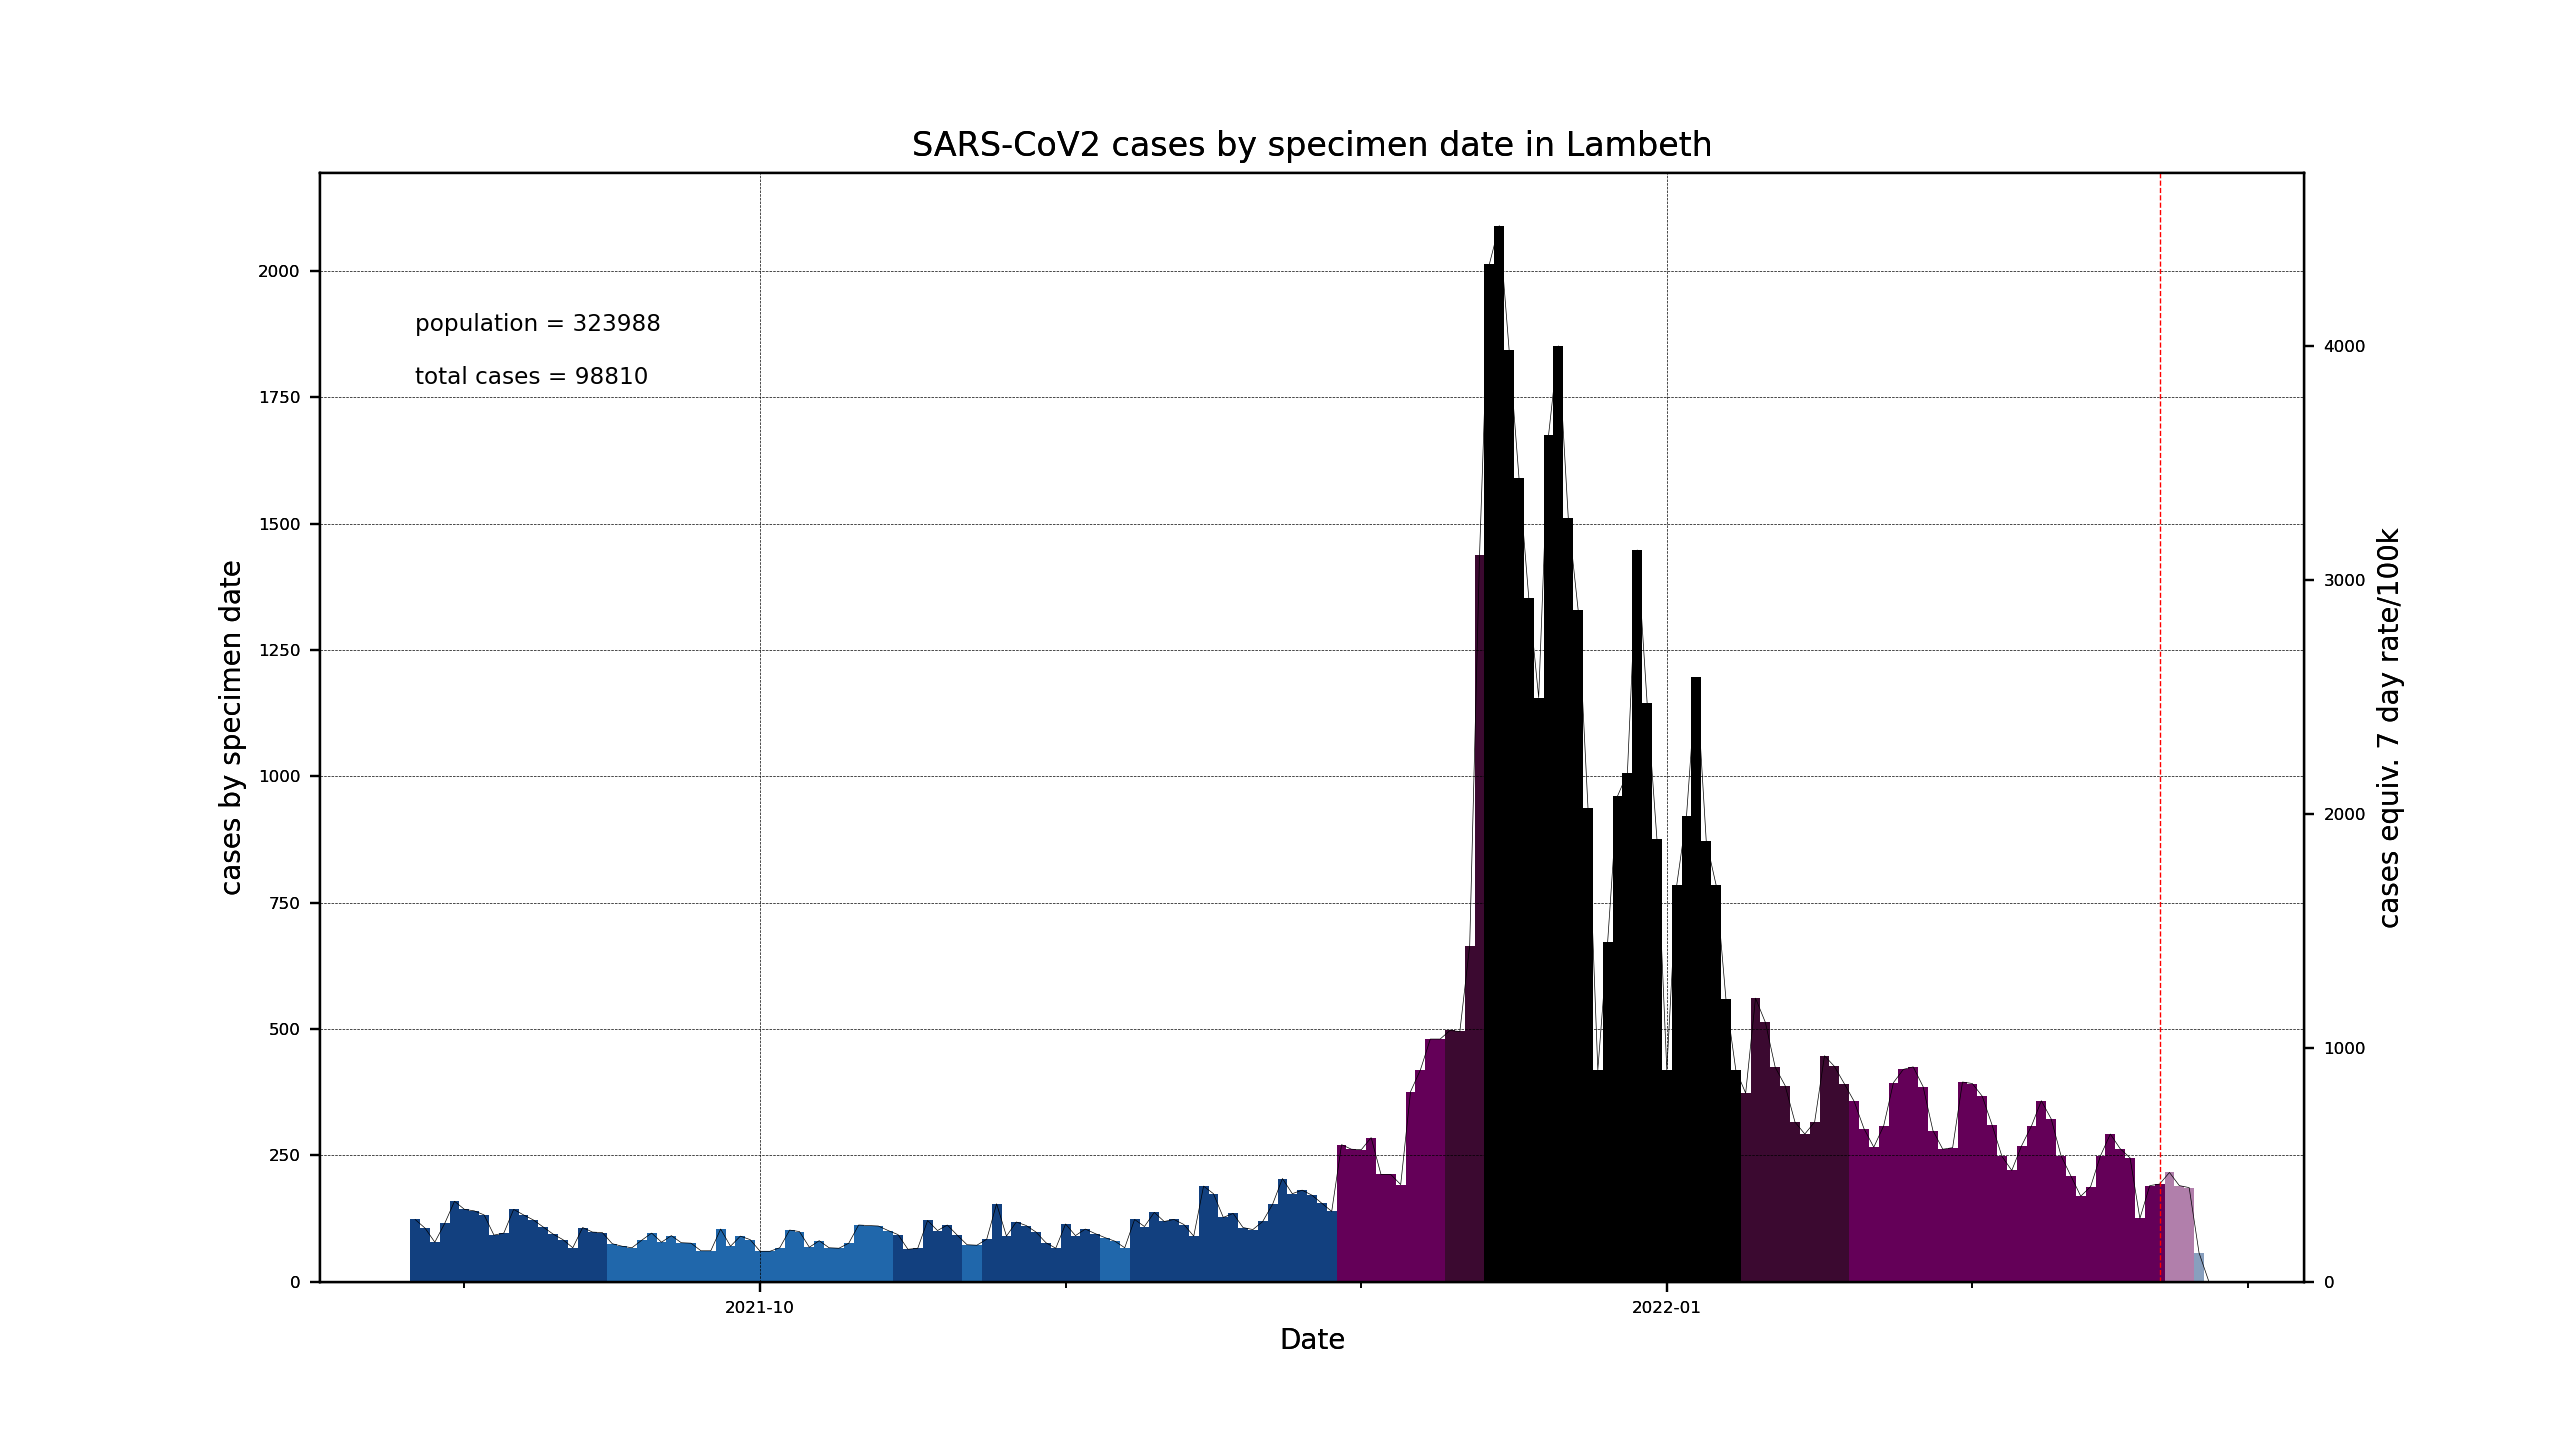 SARS-CoV2 cases by specimen date in Lambeth
population = 323988
total cases = 98810
cases by specimen date
2000
1750
1500
1250
1000
750
500
250
0
4000
3000
2000
1000
0
cases equiv. 7 day rate/100k
2021-10
2022-01
Date